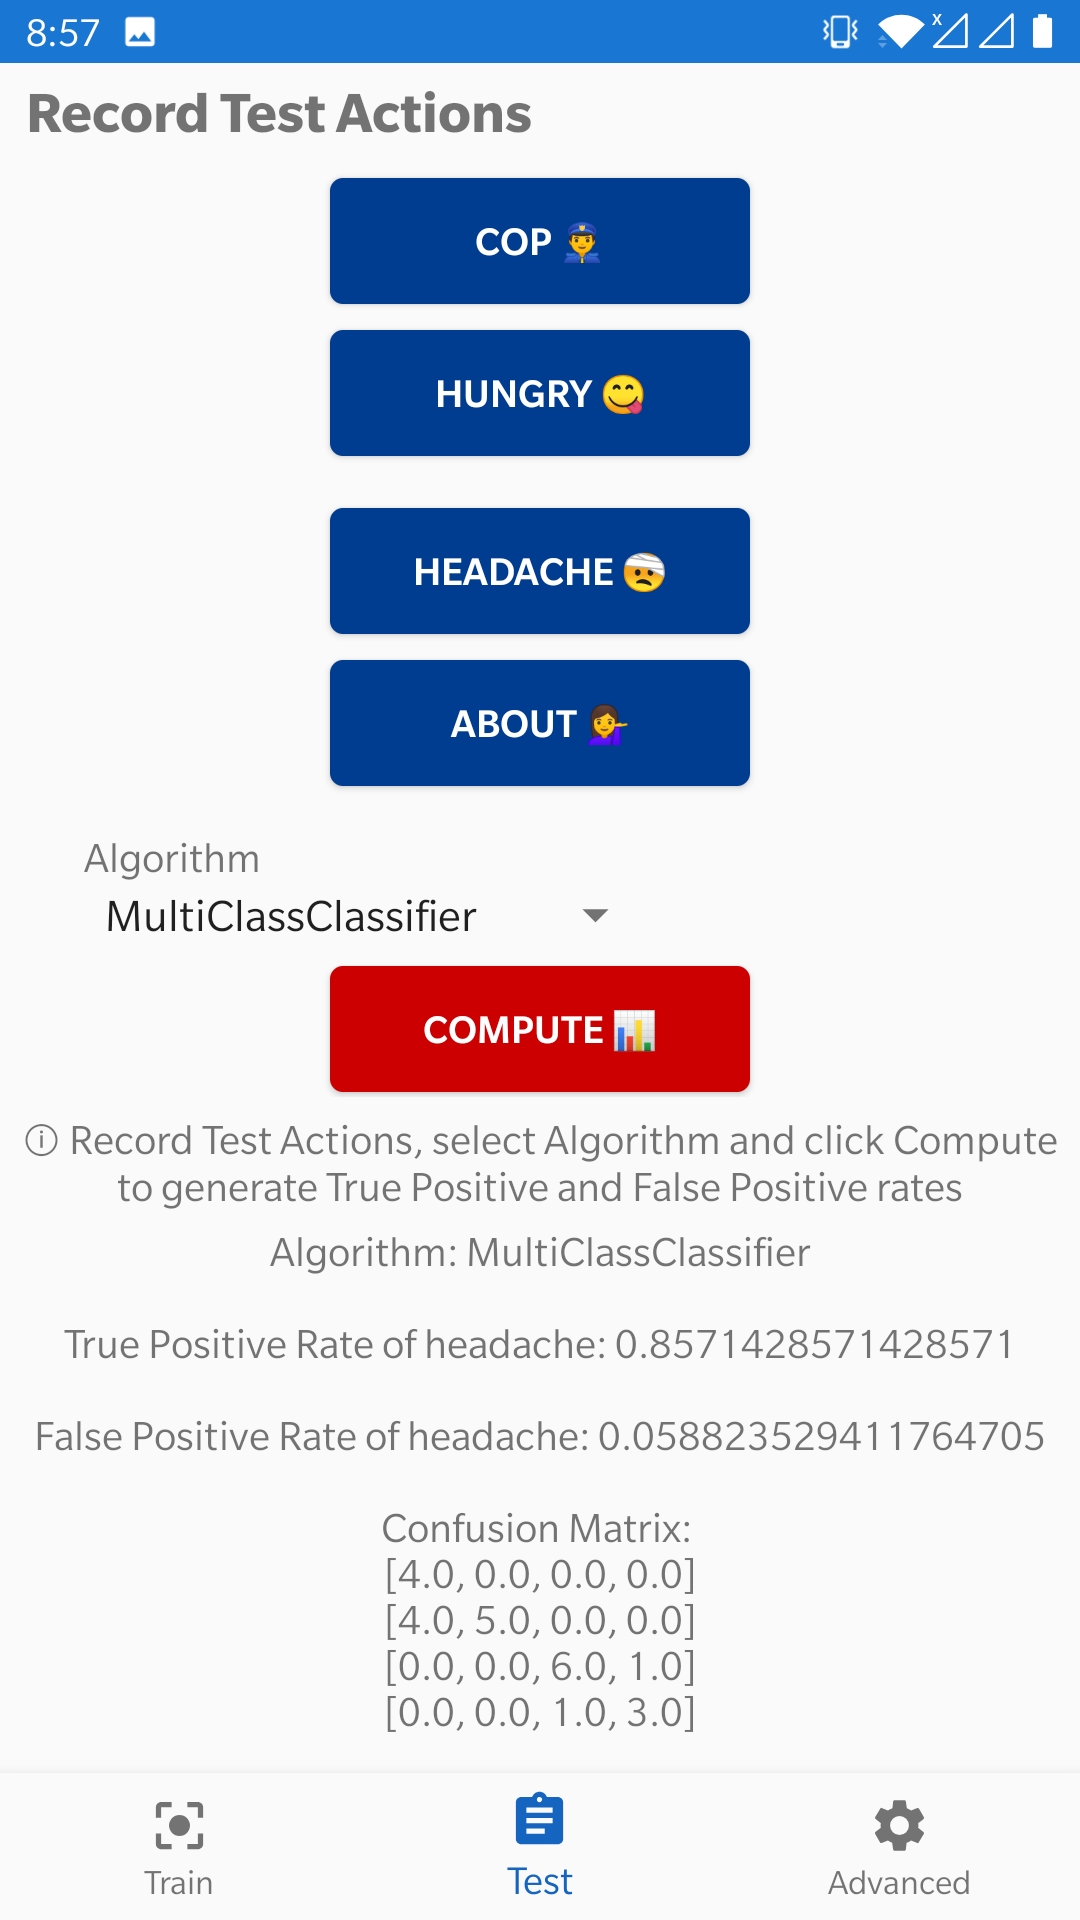 8:57
Record Test Actions
COP 👮‍♂️
HUNGRY 😋
HEADACHE 🤕
ABOUT 💁‍♀️
Algorithm
MultiClassClassifier
COMPUTE 📊
ⓘ Record Test Actions, select Algorithm and click Compute
to generate True Positive and False Positive rates
Algorithm: MultiClassClassifier
True Positive Rate of headache: 0.8571428571428571
False Positive Rate of headache: 0.058823529411764705
Confusion Matrix:
[4.0, 0.0, 0.0, 0.0]
[4.0, 5.0, 0.0, 0.0]
[0.0, 0.0, 6.0, 1.0]
[0.0, 0.0, 1.0, 3.0]
Train
Test
Advanced